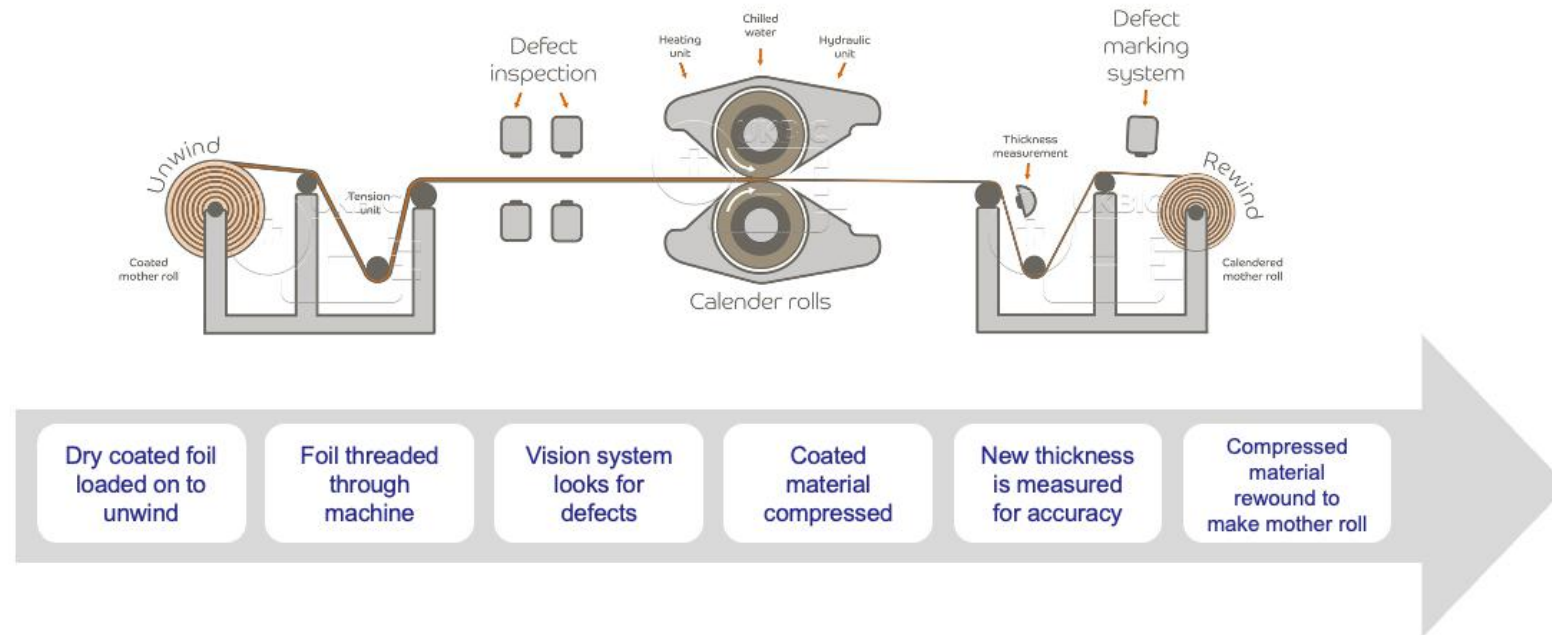 Defect
inspection
Heating
unit
Chilled
water
Hydraulic
unit
Defect
marking
system
Unwind
Tension
unit
Thickness
measurement
Rewind
Coated
mother roll
Calender rolls
Calendered
mother roll
UKBIC
UKBIC
UKBIC
Dry coated foil
loaded on to
unwind
Foil threaded
through
machine
Vision system
looks for
defects
Coated
material
compressed
New thickness
is measured
for accuracy
Compressed
material
rewound to
make mother roll